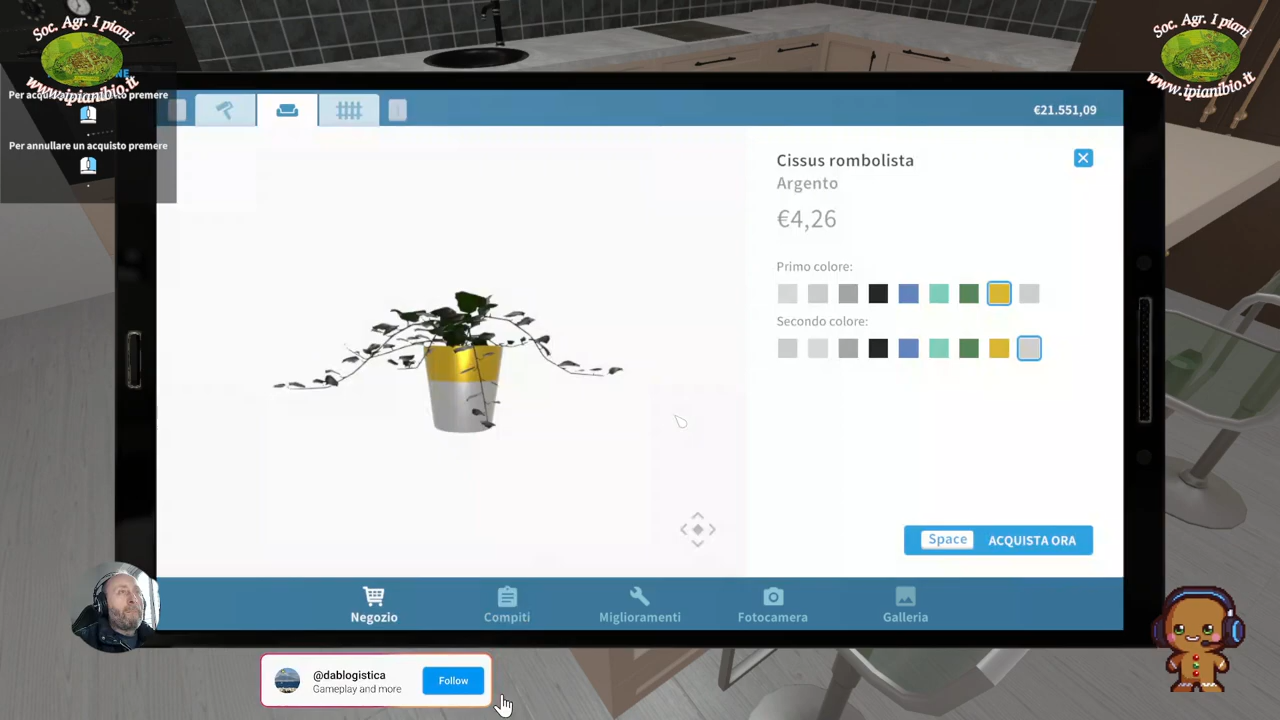 Soc. Agr. I piani
www.ipianibio.it
Per premere
Per annullare un acquisto premere
€21.551,09
Soc. Agr. I piani
www.ipianibio.it
Cissus rombolista
Argento
€4,26
Primo colore:
Secondo colore:
Space ACQUISTA ORA
Negozio
Compiti
Miglioramenti
Fotocamera
Galleria
@dablogistica
Gameplay and more
Follow